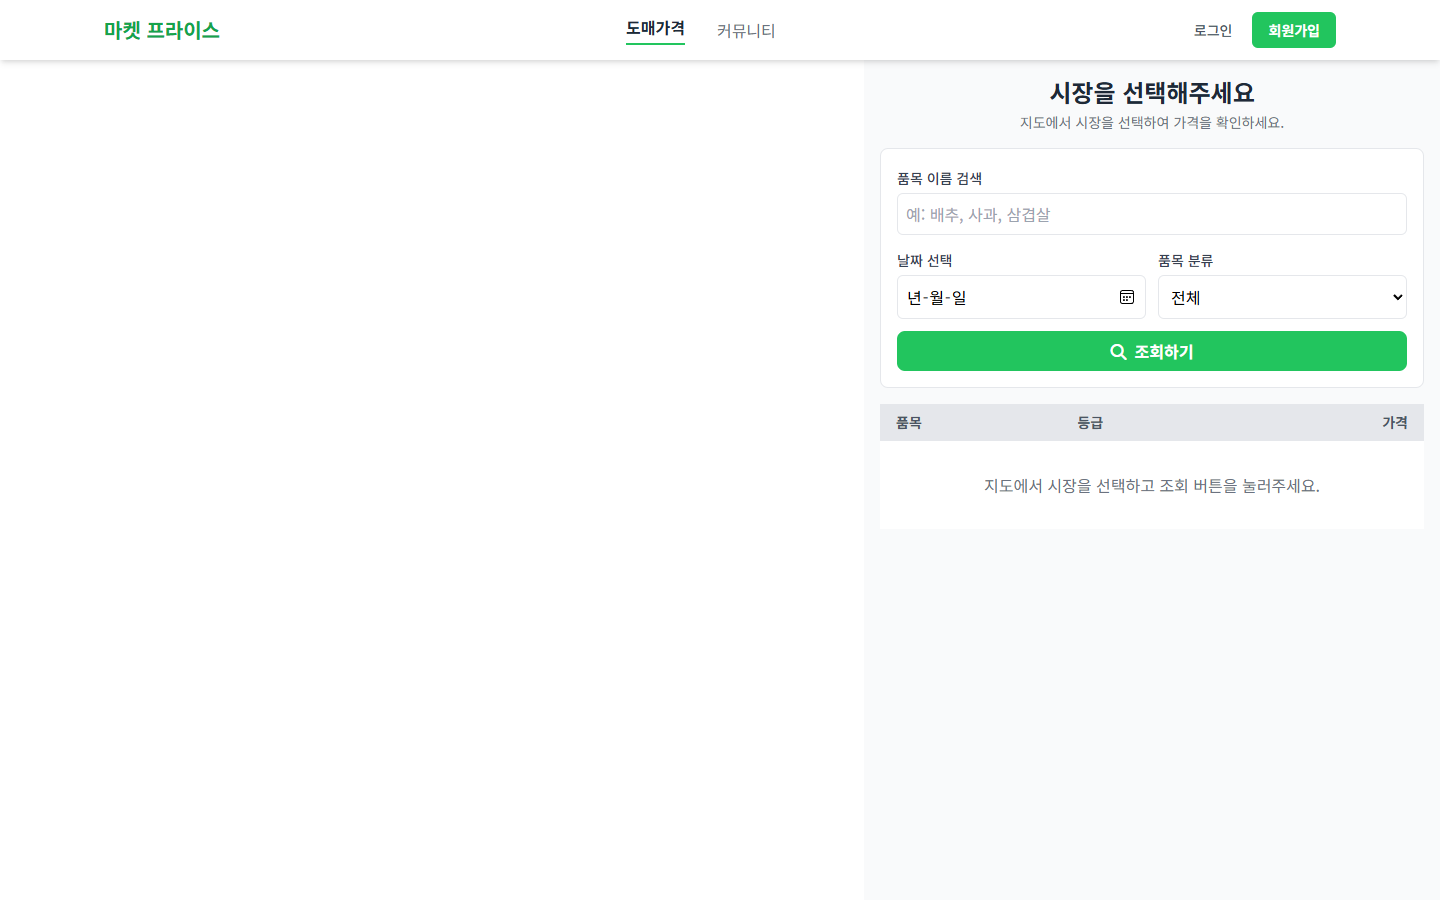 마켓 프라이스
도매가격
커뮤니티
로그인
회원가입
시장을 선택해주세요
지도에서 시장을 선택하여 가격을 확인하세요.
품목 이름 검색
예: 배추, 사과, 삼겹살
날짜 선택
품목 분류
년-월-일
전체
조회하기
품목 등급 가격
지도에서 시장을 선택하고 조회 버튼을 눌러주세요.